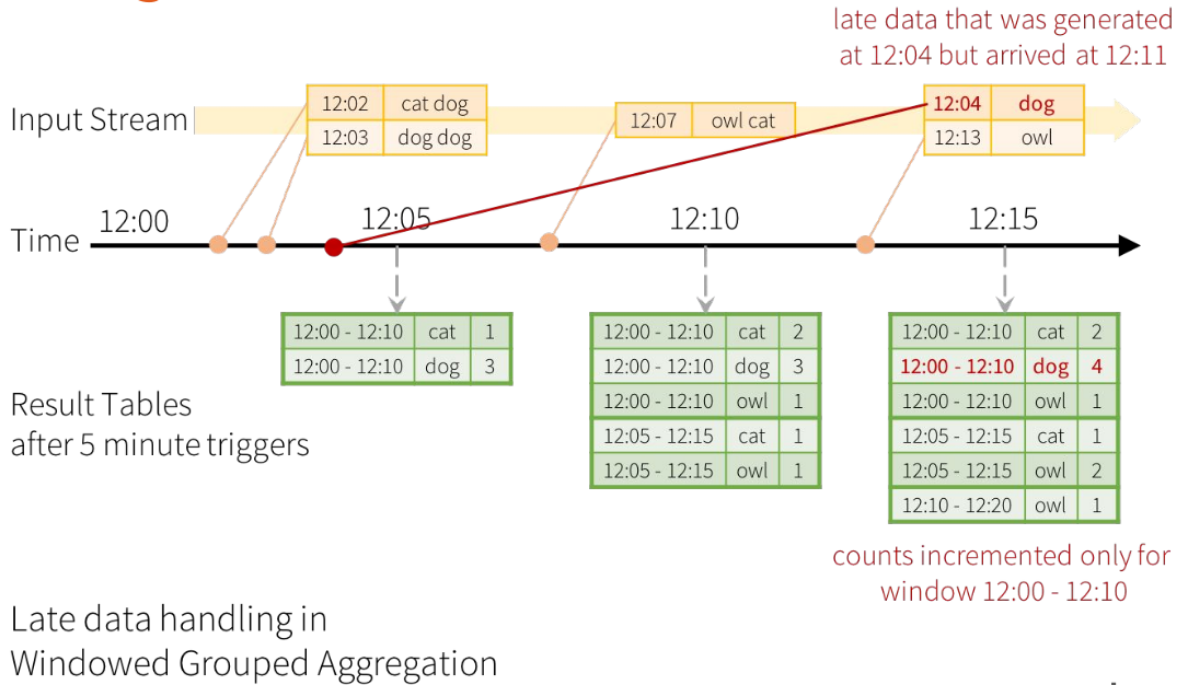 late data that was generated
at 12:04 but arrived at 12:11
Input Stream
12:02 cat dog
12:03 dog dog
12:07 owl cat
12:04 dog
12:13 owl
Time
12:00
12:05
12:10
12:15
12:00 - 12:10 cat 1
12:00 - 12:10 dog 3
12:00 - 12:10 cat 2
12:00 - 12:10 dog 3
12:00 - 12:10 owl 1
12:05 - 12:15 cat 1
12:05 - 12:15 owl 1
12:00 - 12:10 cat 2
12:00 - 12:10 dog 4
12:00 - 12:10 owl 1
12:05 - 12:15 cat 1
12:05 - 12:15 owl 2
12:10 - 12:20 owl 1
Result Tables
after 5 minute triggers
counts incremented only for
window 12:00 - 12:10
Late data handling in
Windowed Grouped Aggregation